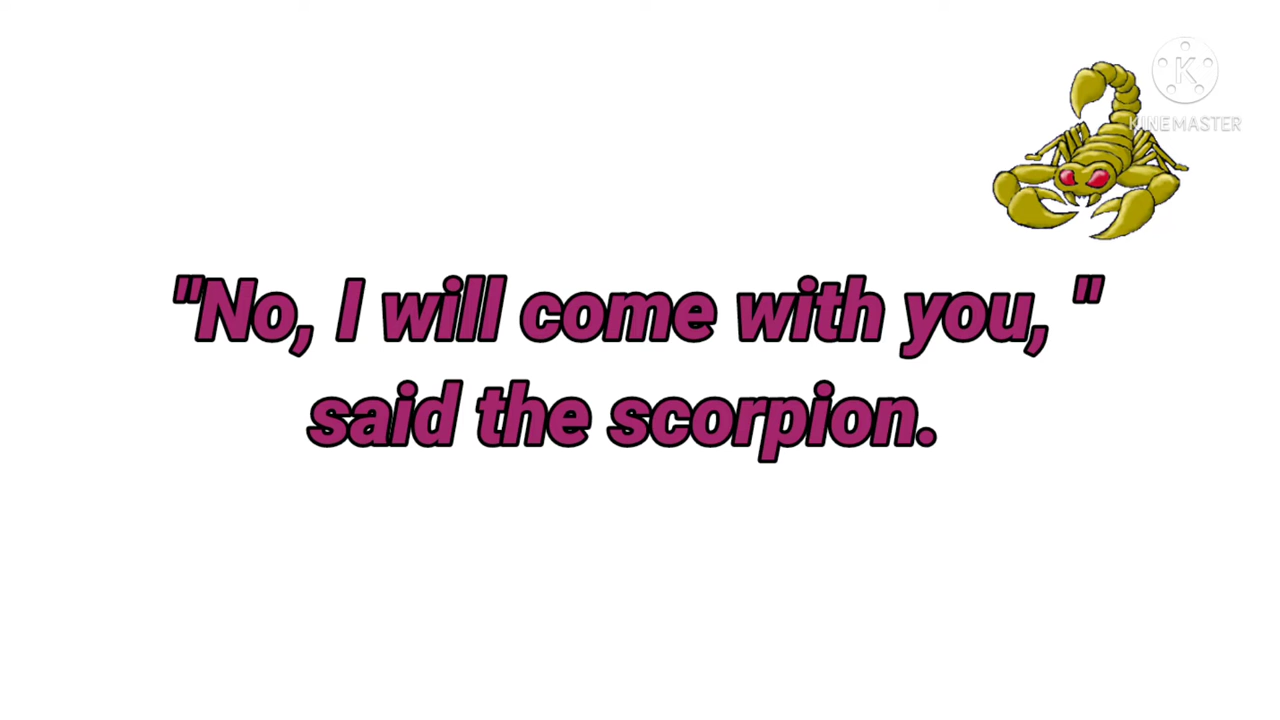 K
KINEMASTER
"No, I will come with you, "
said the scorpion.